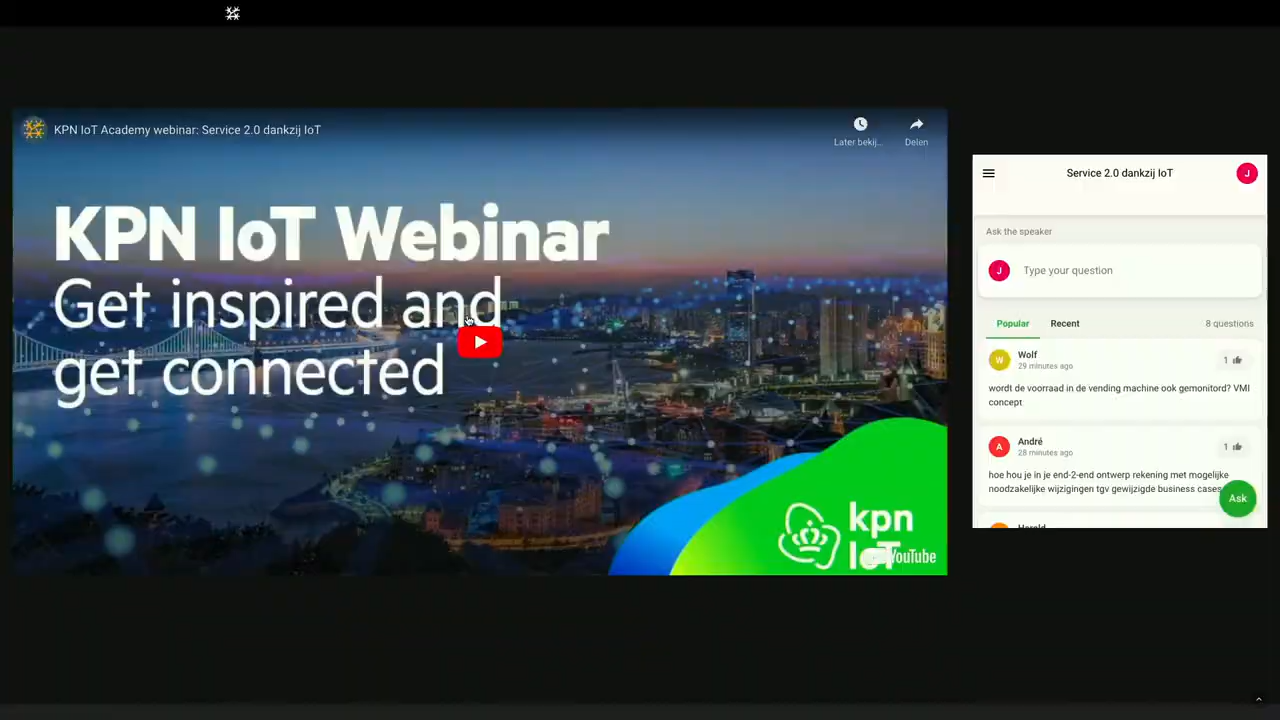 KPN IoT Academy webinar: Service 2.0 dankzij IoT
Later bekij...
Delen
KPN IoT Webinar
Get inspired and
get connected
kpn
IoT
YouTube
Service 2.0 dankzij IoT
J
Ask the speaker
J
Type your question
Popular
Recent
8 questions
W
Wolf
29 minutes ago
1
wordt de voorraad in de vending machine ook gemonitord? VMI
concept
A
André
28 minutes ago
1
hoe hou je in je end-2-end ontwerp rekening met mogelijke
noodzakelijke wijzigingen tgv gewijzigde business cases
Ask